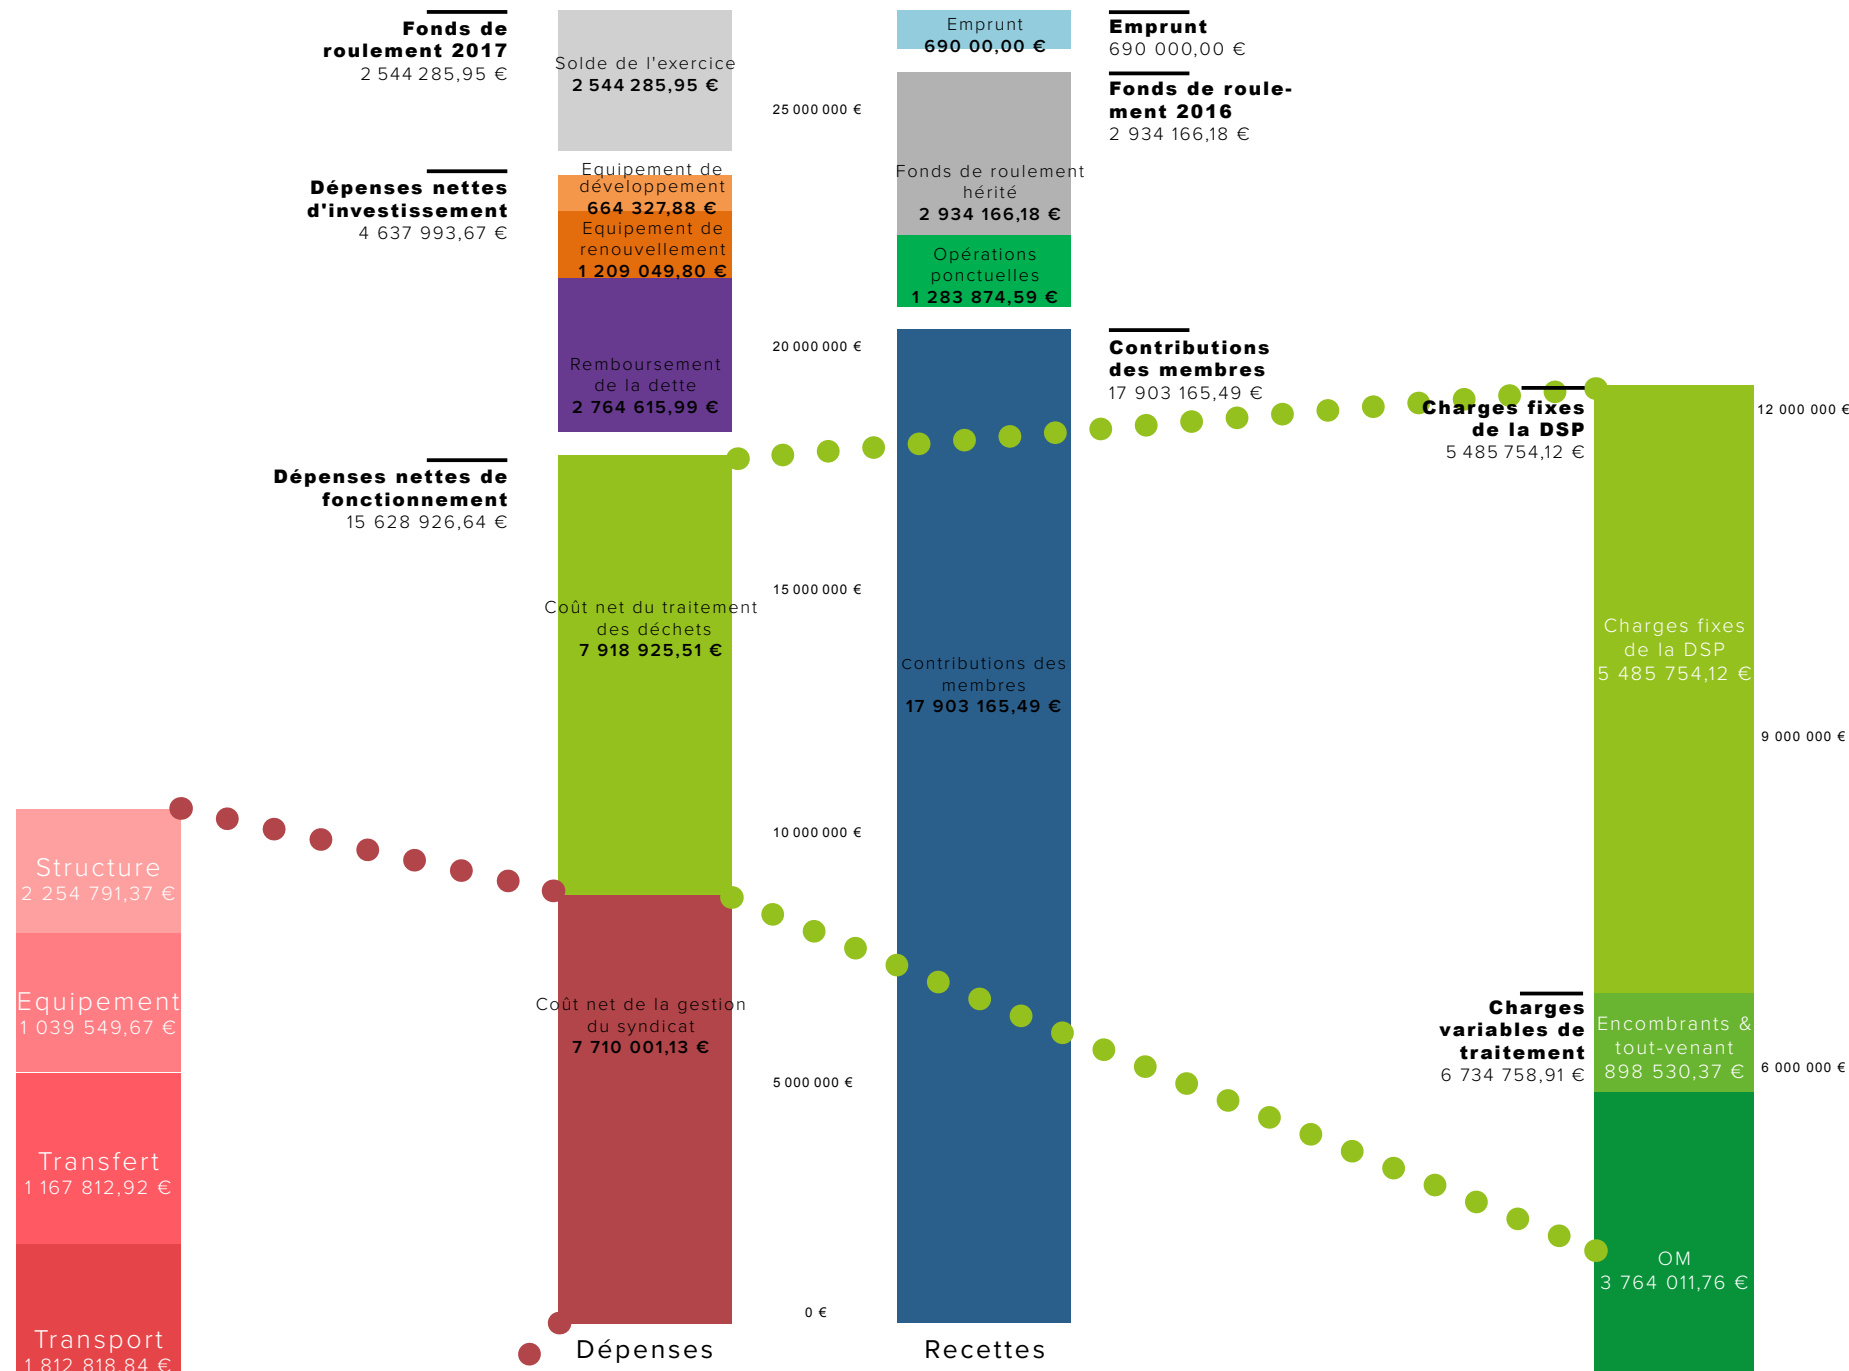 Fonds de
roulement 2017
2 544 285,95 €
Dépenses nettes
d'investissement
4 637 993,67 €
Dépenses nettes de
fonctionnement
15 628 926,64 €
Structure
2 254 791,37 €
Equipement
1 039 549,67 €
Transfert
1 167 812,92 €
Transport
1 812 818,84 €
Solde de l'exercice
2 544 285,95 €
Equipement de
développement
664 327,88 €
Equipement de
renouvellement
1 209 049,80 €
Remboursement
de la dette
2 764 615,99 €
Coût net du traitement
des déchets
7 918 925,51 €
Coût net de la gestion
du syndicat
7 710 001,13 €
Dépenses
25 000 000 €
20 000 000 €
15 000 000 €
10 000 000 €
5 000 000 €
0 €
Emprunt
690 00,00 €
Fonds de roulement
hérité
2 934 166,18 €
Opérations
ponctuelles
1 283 874,59 €
Contributions des
membres
17 903 165,49 €
Recettes
Emprunt
690 000,00 €
Fonds de roule-
ment 2016
2 934 166,18 €
Contributions
des membres
17 903 165,49 €
Charges fixes
de la DSP
5 485 754,12 €
Charges
variables de
traitement
6 734 758,91 €
Charges fixes
de la DSP
5 485 754,12 €
Encombrants &
tout-venant
898 530,37 €
OM
3 764 011,76 €
12 000 000 €
9 000 000 €
6 000 000 €